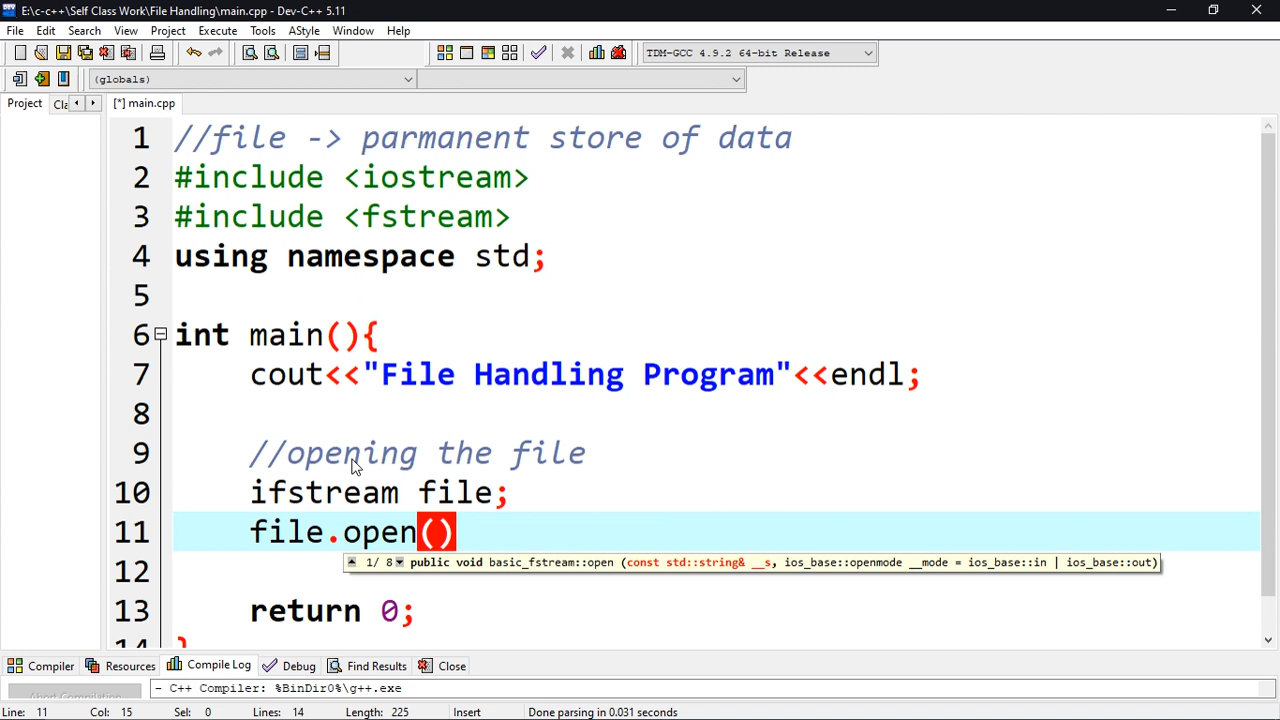 E:\c-c++\Self Class Work\File Handling\main.cpp - Dev-C++ 5.11
File Edit Search View Project Execute Tools AStyle Window Help
TDM-GCC 4.9.2 64-bit Release
(globals)
Project Cla [*] main.cpp
1 //file -> parmanent store of data
2 #include <iostream>
3 #include <fstream>
4 using namespace std;
5
6 int main(){
7 cout<<"File Handling Program"<<endl;
8
9 //opening the file
10 ifstream file;
11 file.open()
1/ 8 public void basic_fstream::open (const std::string& __s, ios_base::openmode __mode = ios_base::in | ios_base::out)
12
13 return 0;
14 }
Compiler Resources Compile Log Debug Find Results Close
Abort Compilation
- C++ Compiler: %BinDir0%\g++.exe
Line: 11 Col: 15 Sel: 0 Lines: 14 Length: 225 Insert Done parsing in 0.031 seconds